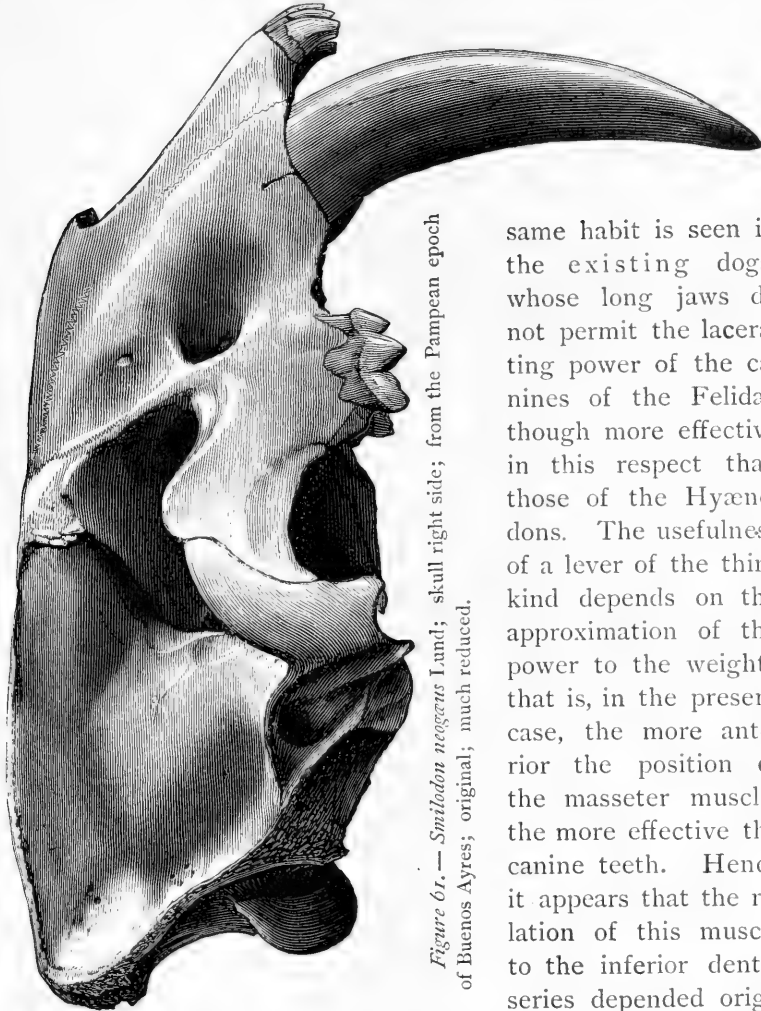 Figure 61. — Smilodon neogæus Lund; skull right side; from the Pampean epoch
of Buenos Ayres; original; much reduced.
same habit is seen i
the existing dog
whose long jaws d
not permit the lacera
ting power of the ca
nines of the Felida
though more effectiv
in this respect tha
those of the Hyæno
dons. The usefulnes
of a lever of the thir
kind depends on th
approximation of th
power to the weight
that is, in the presen
case, the more ant
rior the position o
the masseter muscl
the more effective th
canine teeth. Henc
it appears that the r
lation of this musc
to the inferior dent
series depended orig